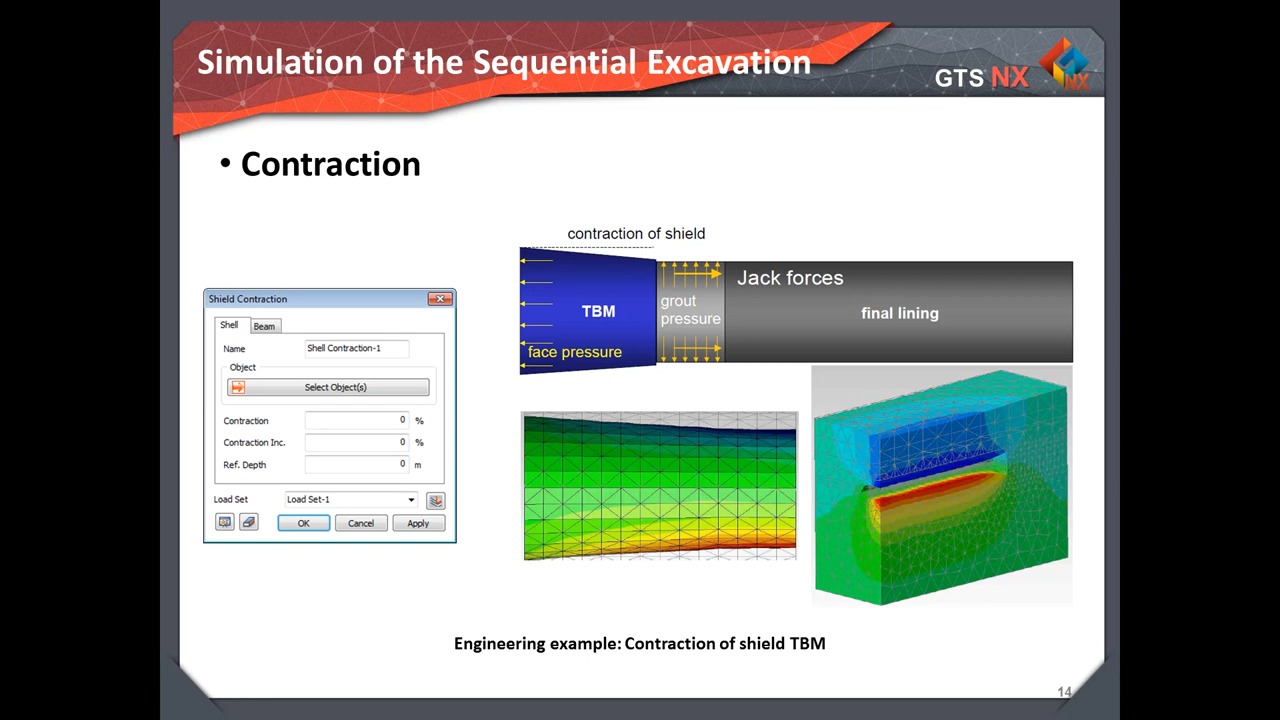 Simulation of the Sequential Excavation
GTS NX
NX
• Contraction
contraction of shield
TBM
face pressure
grout
pressure
Jack forces
final lining
Shield Contraction
Shell
Beam
Name
Shell Contraction-1
Object
Select Object(s)
Contraction 0 %
Contraction Inc. 0 %
Ref. Depth 0 m
Load Set
Load Set-1
OK
Cancel
Apply
Engineering example: Contraction of shield TBM
14